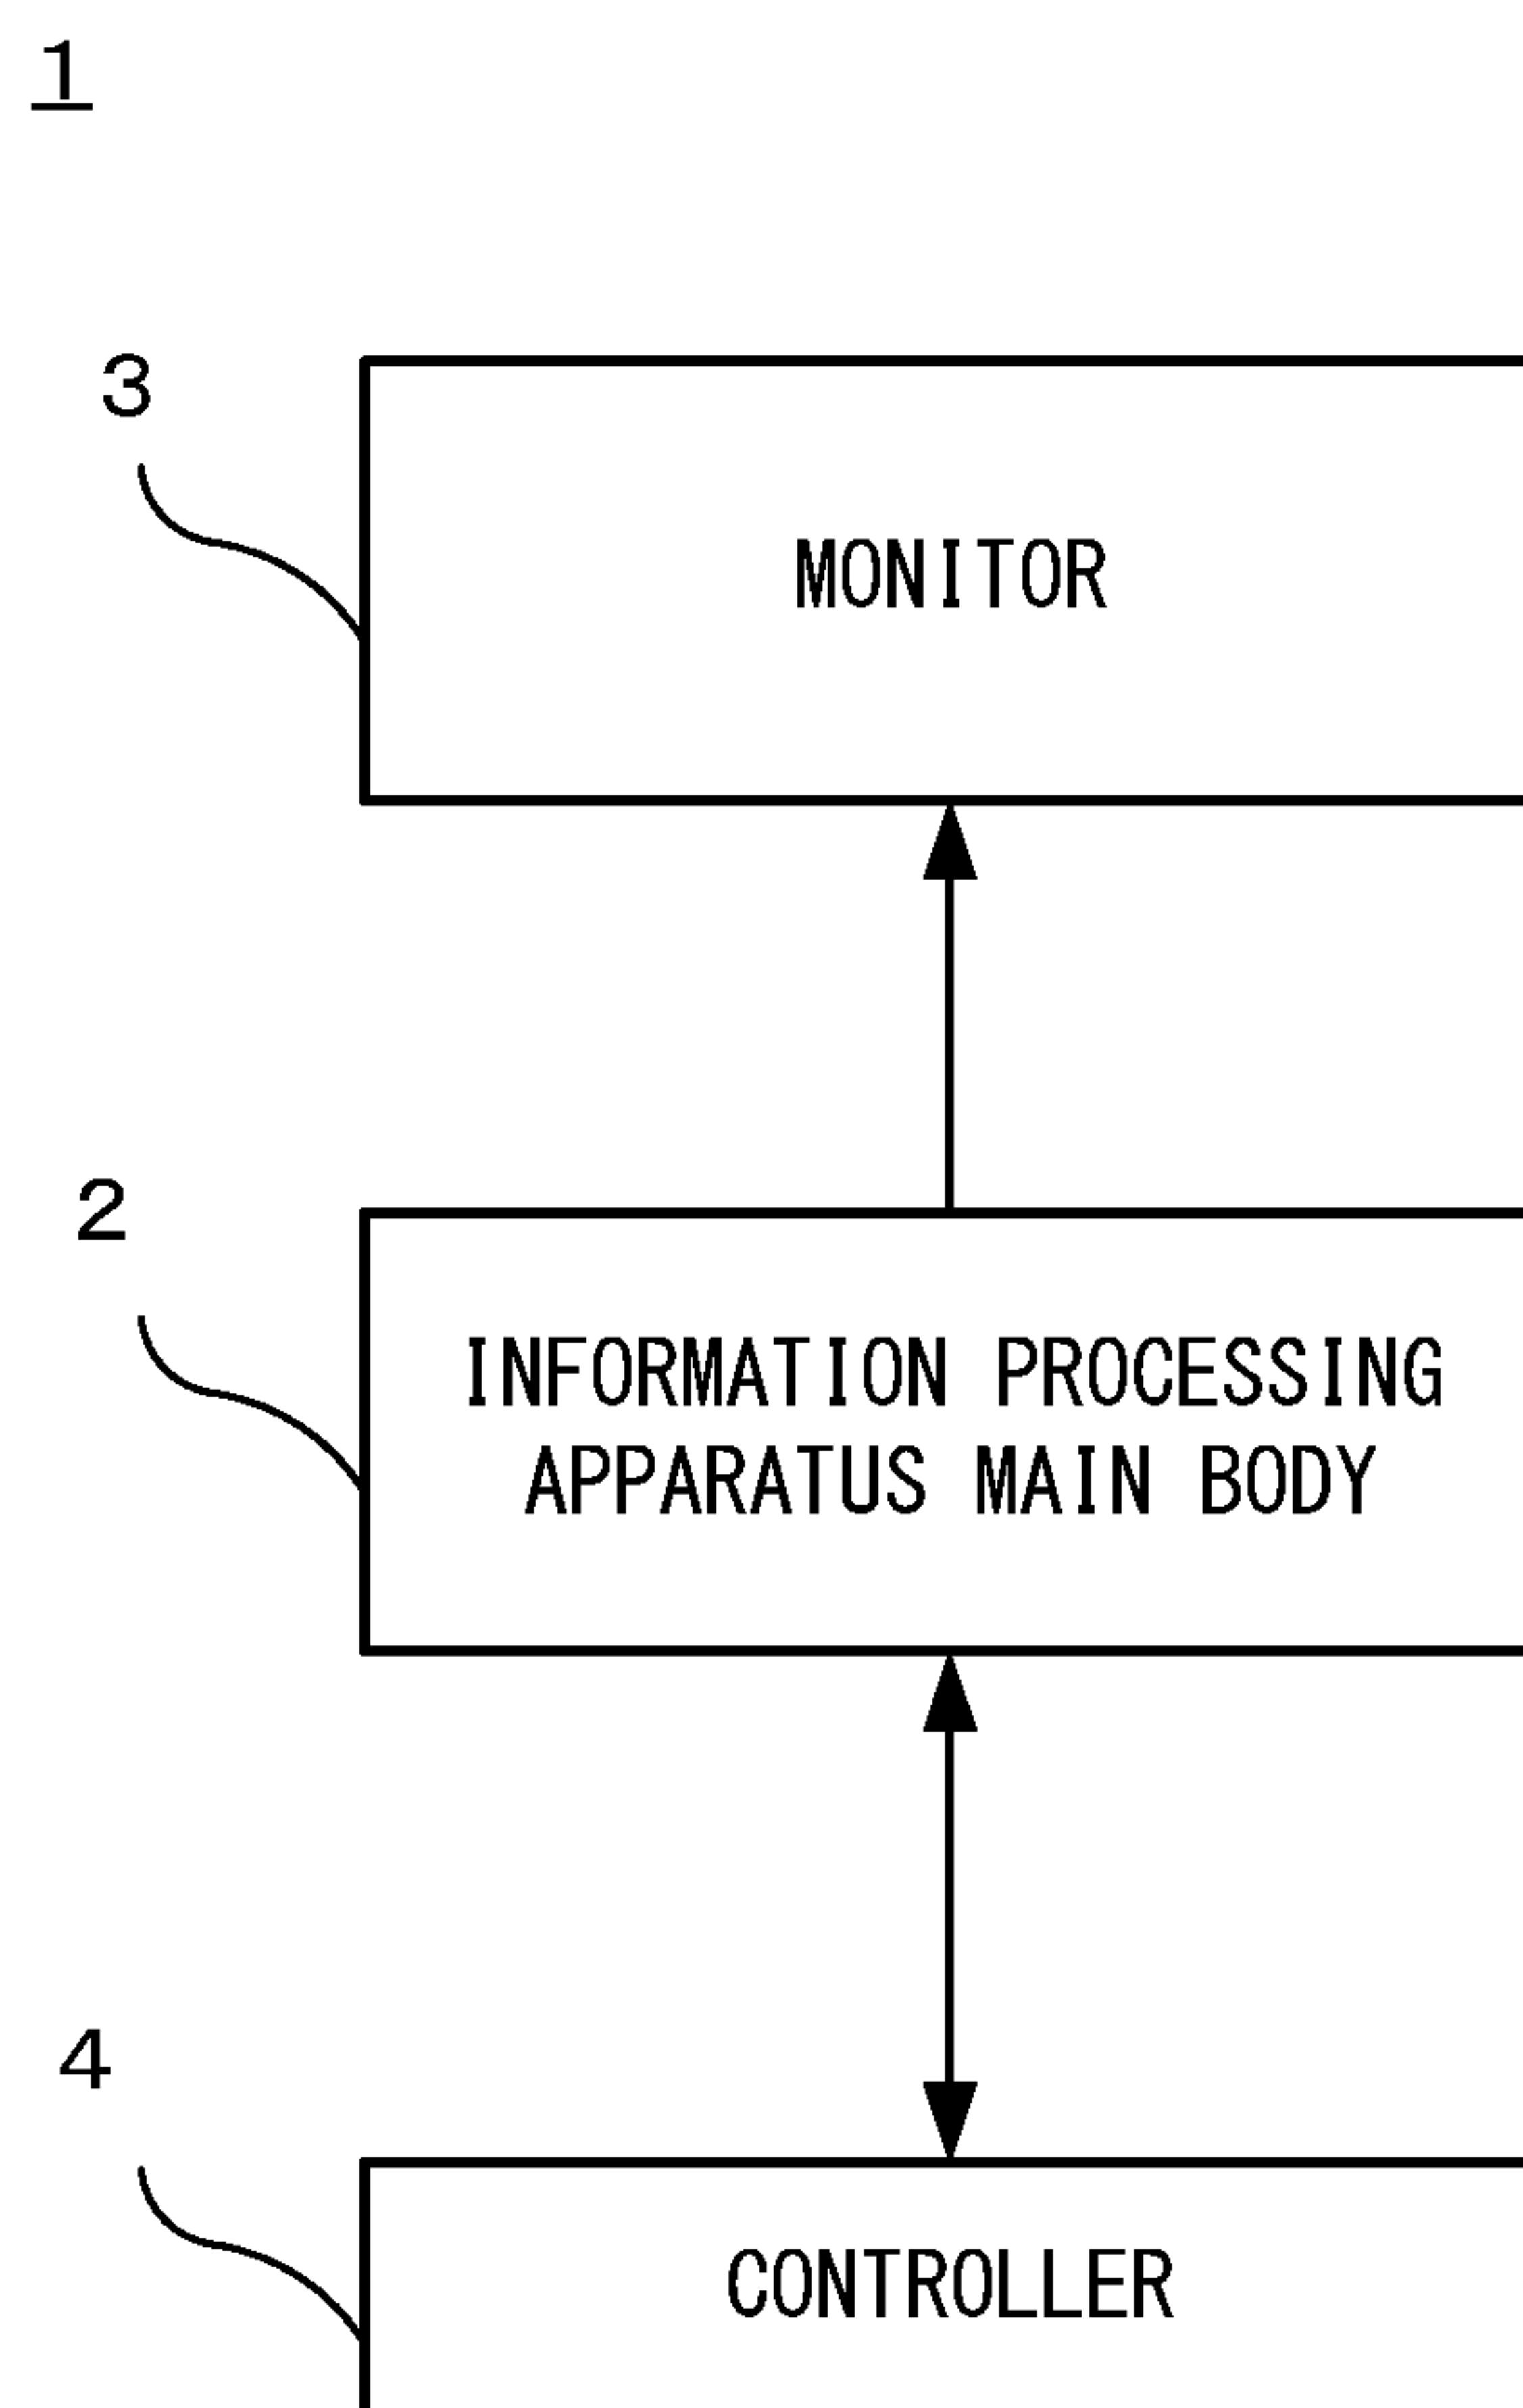 1
3
MONITOR
2
INFORMATION PROCESSING
APPARATUS MAIN BODY
4
CONTROLLER